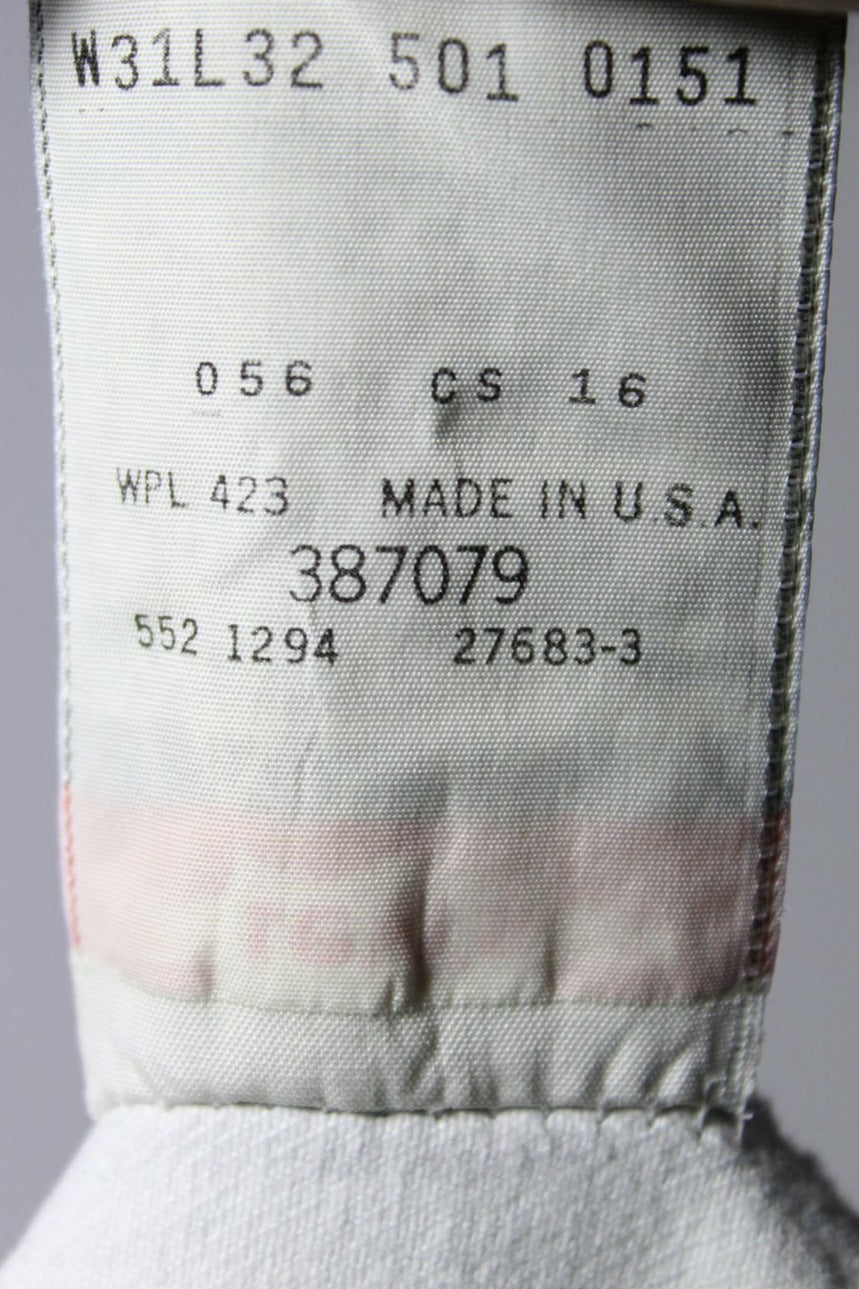 W31L32 501 0151
056 CS 16
WPL 423 MADE IN U.S.A.
387079
552 1294 27683-3